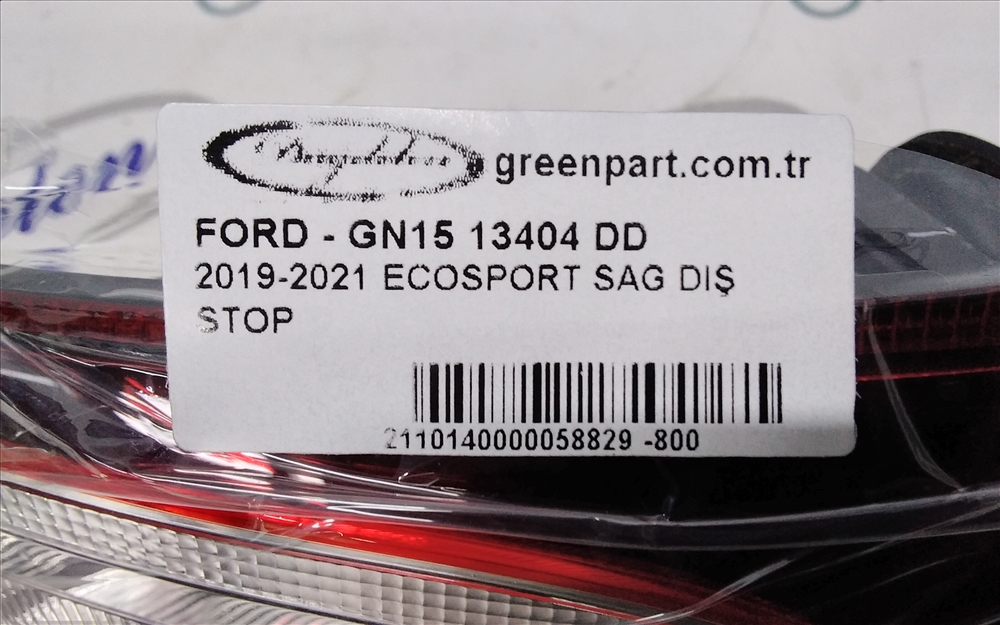 greenpart.com.tr
FORD - GN15 13404 DD
2019-2021 ECOSPORT SAG DIŞ
STOP
2110140000058829 -800